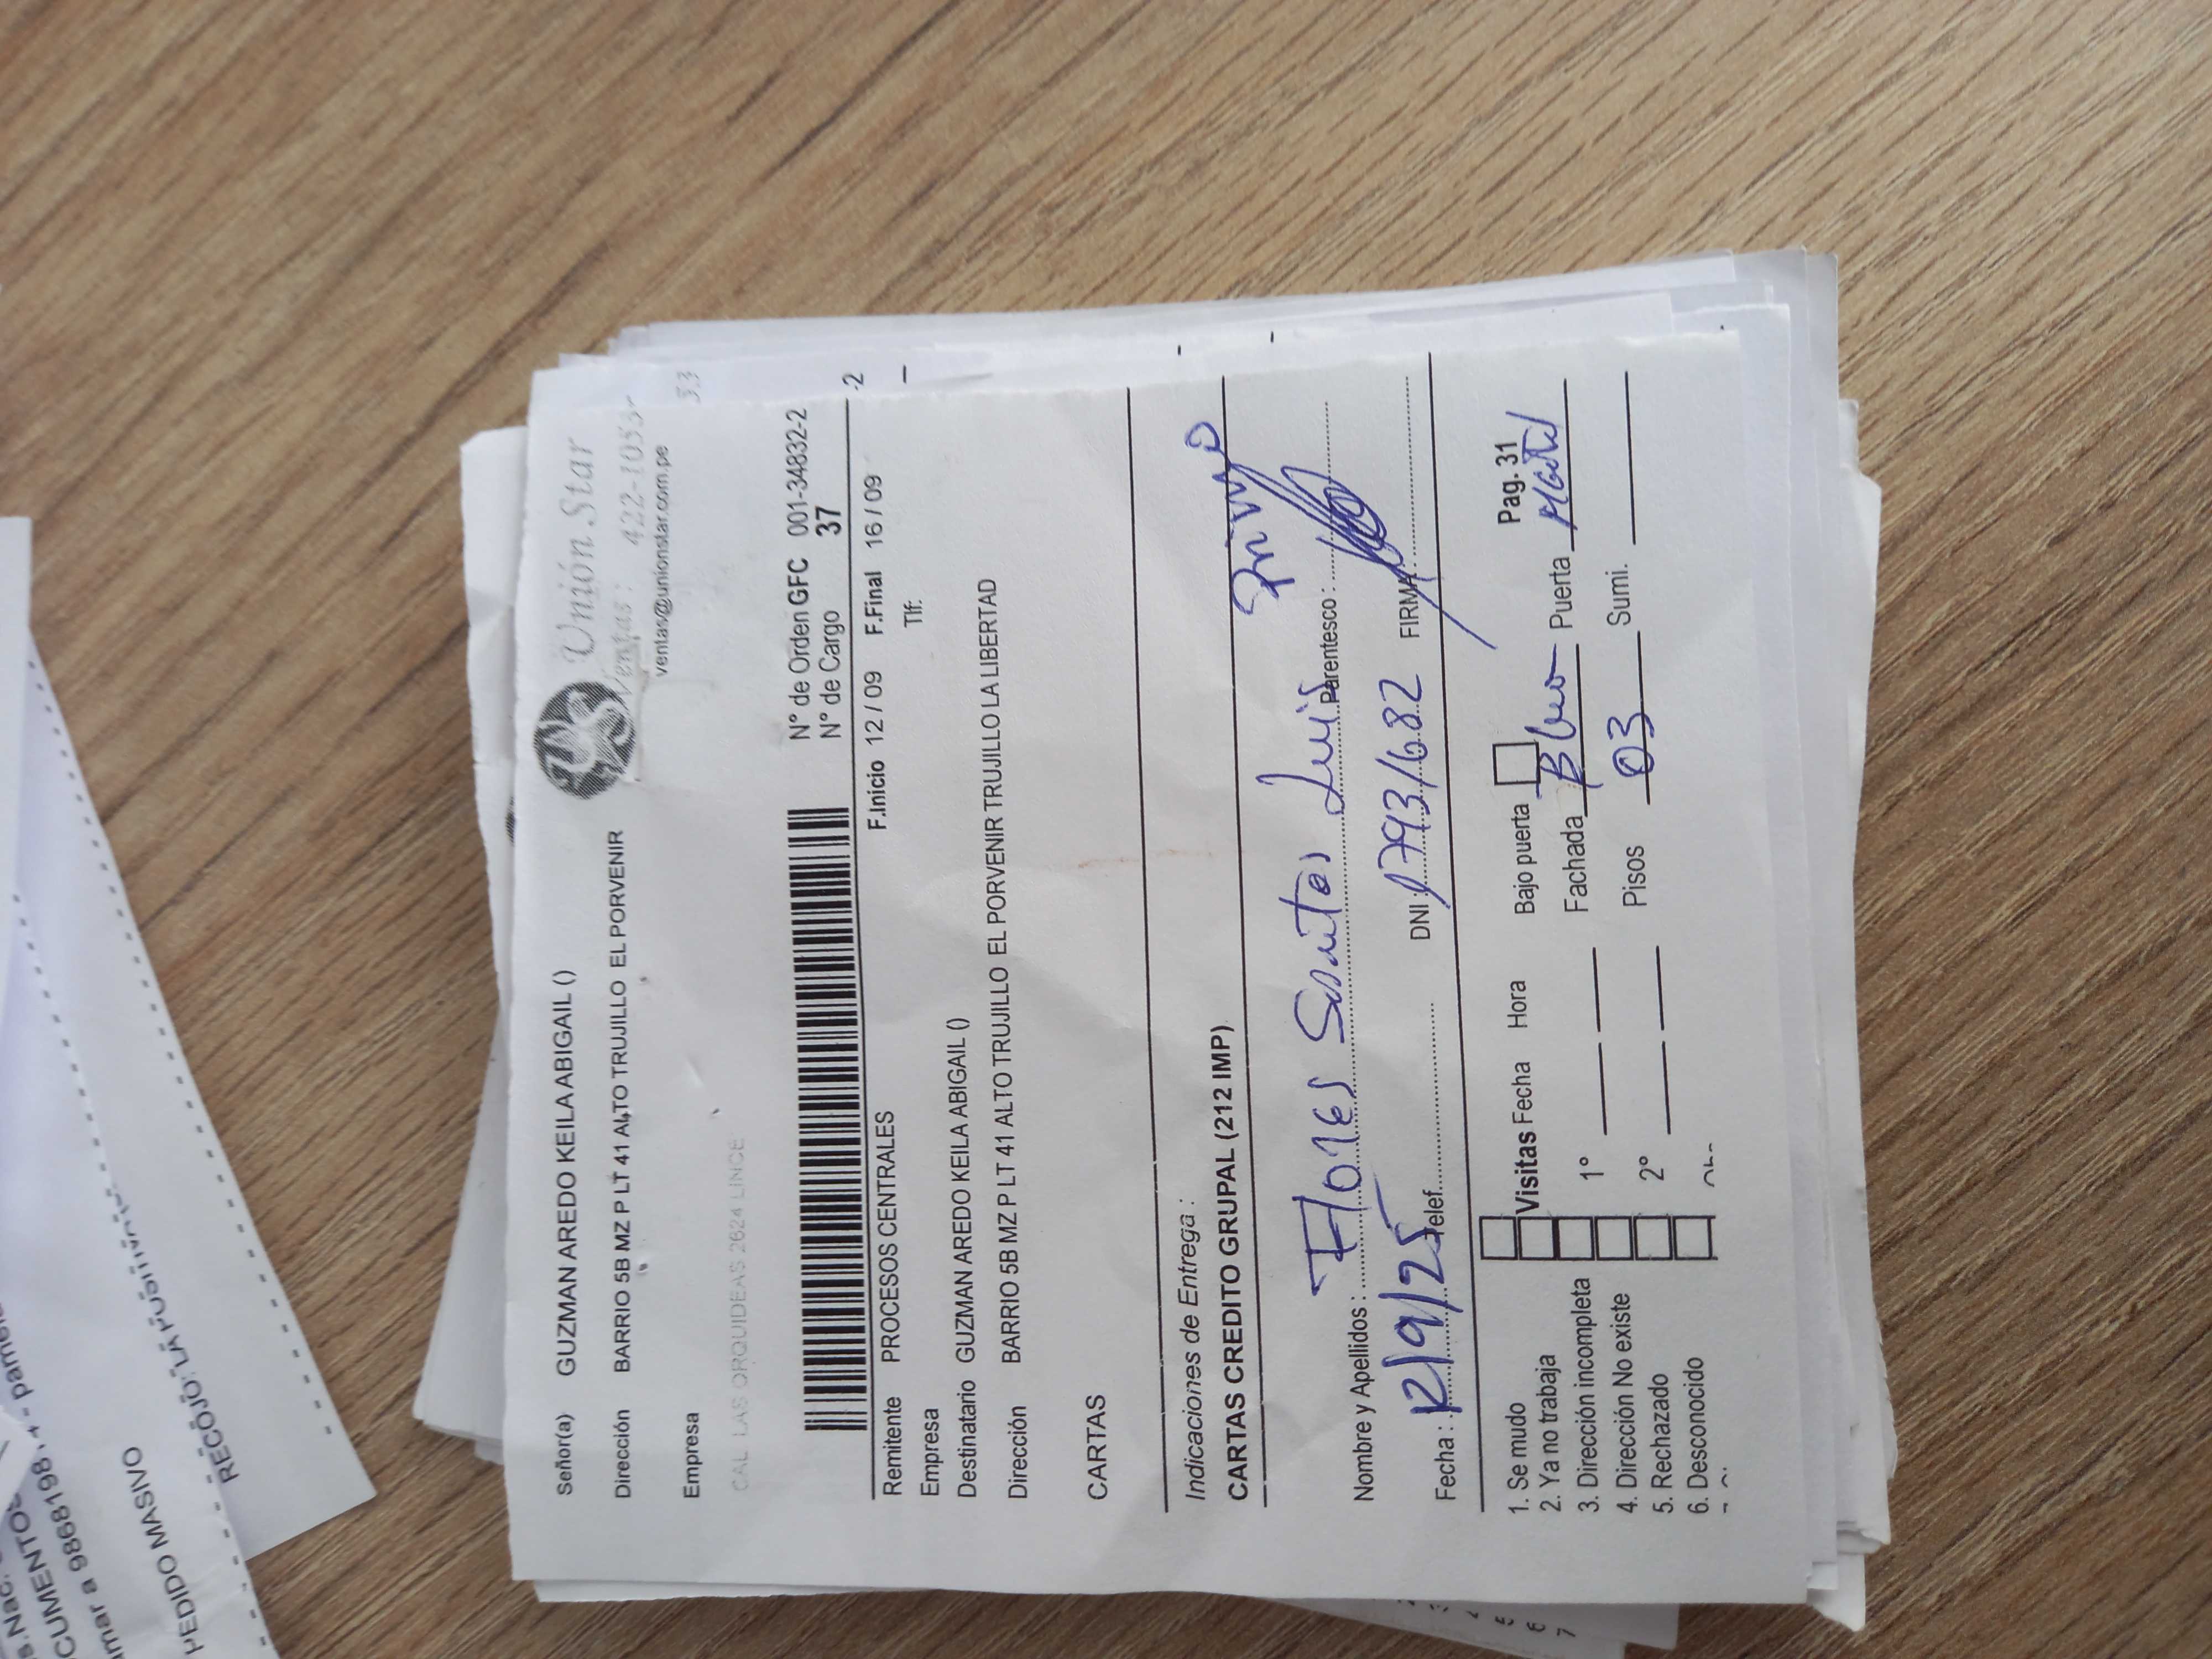 Unión Star
Ventas: 422-1053-
53
ventas@unionstar.com.pe
Señor(a) GUZMAN AREDO KEILA ABIGAIL ()
Dirección BARRIO 5B MZ P LT 41 ALTO TRUJILLO EL PORVENIR
Empresa
CAL LAS ORQUIDEAS 2624 LINCE
N° de Orden GFC 001-34832-2
N° de Cargo 37
-2
F.Inicio 12 / 09 F.Final 16 / 09
Remitente PROCESOS CENTRALES
Tlf:
Empresa
Destinatario GUZMAN AREDO KEILA ABIGAIL ()
Dirección BARRIO 5B MZ P LT 41 ALTO TRUJILLO EL PORVENIR TRUJILLO LA LIBERTAD
CARTAS
Indicaciones de Entrega :
CARTAS CREDITO GRUPAL (212 IMP)
Nombre y Apellidos : Flores Santos Luis Parentesco :
Fecha : 12/9/25 Telef. DNI : 17931682 FIRMA:
1. Se mudo
2. Ya no trabaja
3. Dirección incompleta
4. Dirección No existe
5. Rechazado
6. Desconocido
Visitas Fecha Hora
1°
2°
Bajo puerta Pag. 31
Fachada Puerta
Pisos 03 Sumi.
PEDIDO MASIVO
RECOJO: